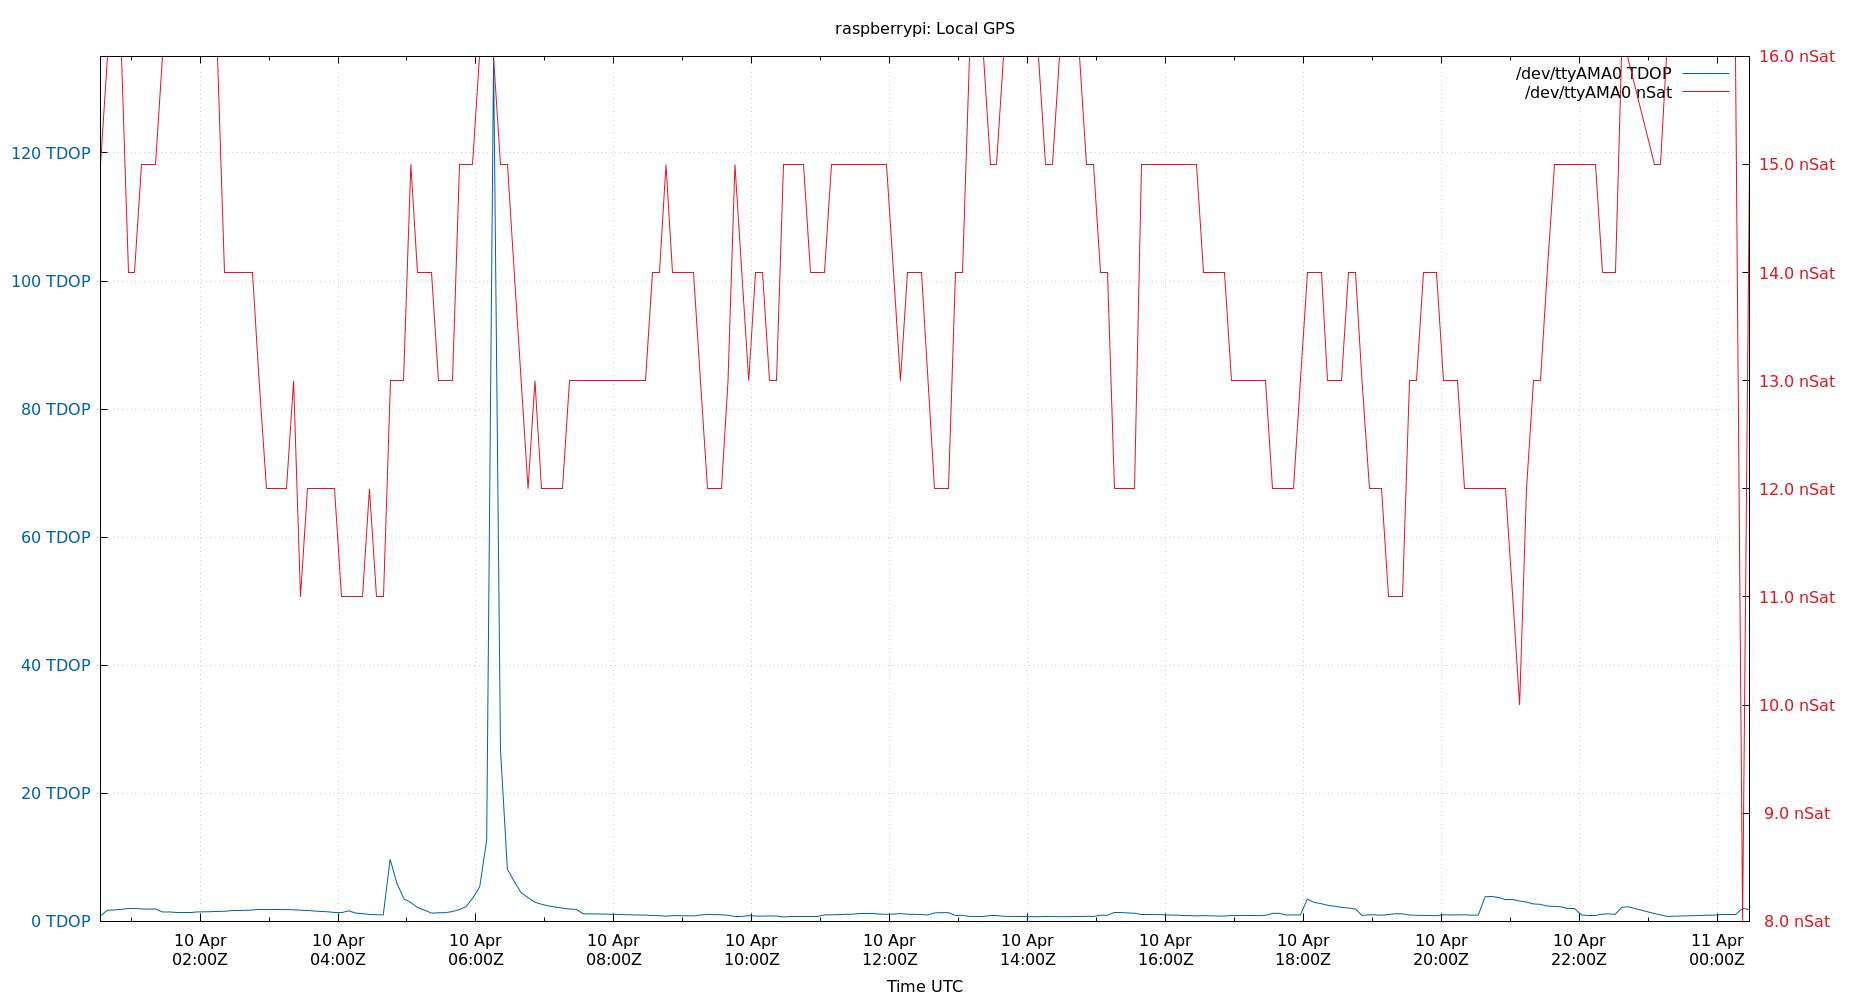 raspberrypi: Local GPS
/dev/ttyAMA0 TDOP
/dev/ttyAMA0 nSat
120 TDOP
100 TDOP
80 TDOP
60 TDOP
40 TDOP
20 TDOP
0 TDOP
16.0 nSat
15.0 nSat
14.0 nSat
13.0 nSat
12.0 nSat
11.0 nSat
10.0 nSat
9.0 nSat
8.0 nSat
10 Apr
02:00Z
10 Apr
04:00Z
10 Apr
06:00Z
10 Apr
08:00Z
10 Apr
10:00Z
10 Apr
12:00Z
10 Apr
14:00Z
10 Apr
16:00Z
10 Apr
18:00Z
10 Apr
20:00Z
10 Apr
22:00Z
11 Apr
00:00Z
Time UTC